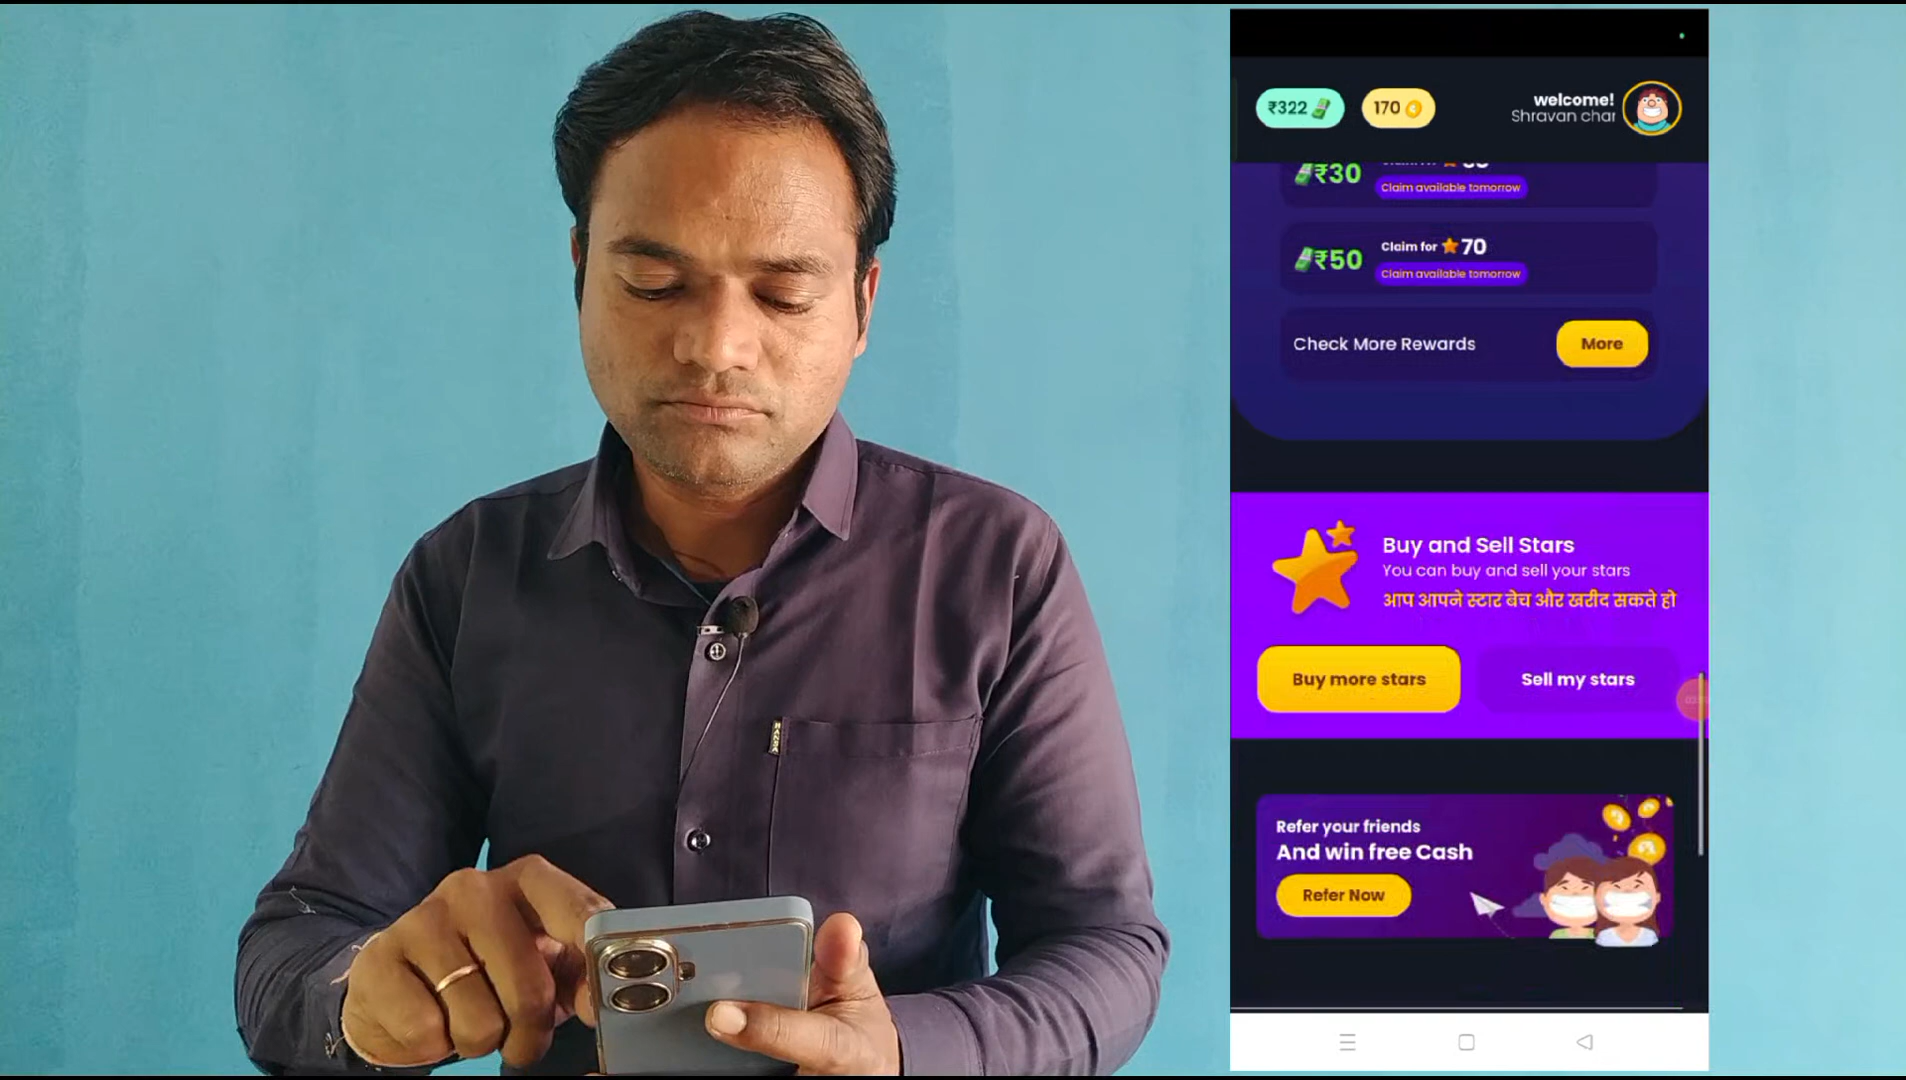 ₹322
170
welcome!
Shravan char
₹30
Claim available tomorrow
₹50
Claim for 70
Claim available tomorrow
Check More Rewards
More
Buy and Sell Stars
You can buy and sell your stars
आप आपने स्टार बेच और खरीद सकते हो
Buy more stars
Sell my stars
Refer your friends
And win free Cash
Refer Now